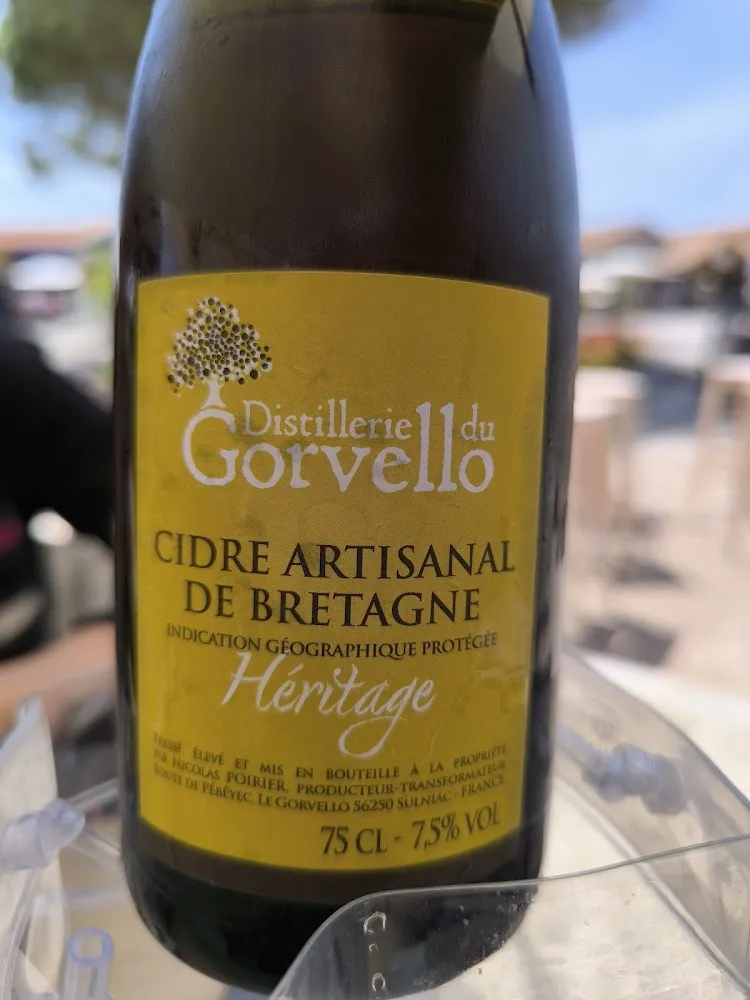 Distillerie du
Gorvello
CIDRE ARTISANAL
DE BRETAGNE
INDICATION GÉOGRAPHIQUE PROTÉGÉE
Héritage
PRESSÉ, ÉLEVÉ ET MIS EN BOUTEILLE À LA PROPRIÉTÉ
PAR NICOLAS POIRIER, PRODUCTEUR-TRANSFORMATEUR
ROUTE DE PÉBÉYEC, LE GORVELLO 56250 SULNIAC - FRANCE
75 CL - 7,5% VOL